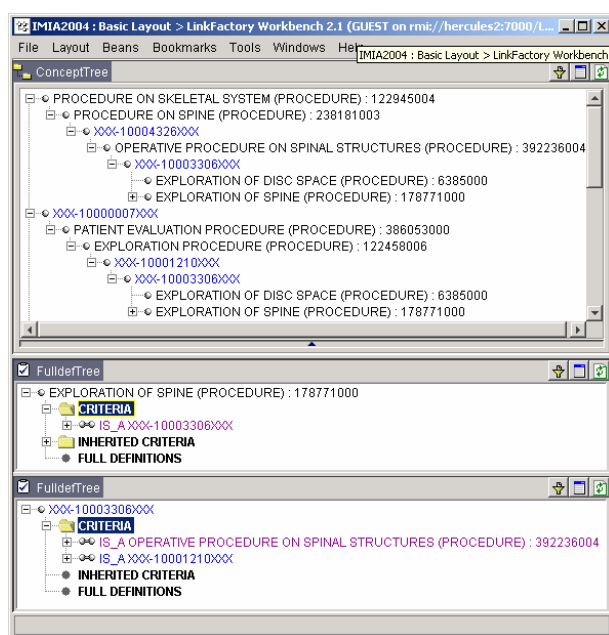 IMIA2004 : Basic Layout > LinkFactory Workbench 2.1 (GUEST on rmi://hercules2:7000/L...
File Layout Beans Bookmarks Tools Windows Help
IMIA2004 : Basic Layout > LinkFactory Workbench
ConceptTree
PROCEDURE ON SKELETAL SYSTEM (PROCEDURE) : 122945004
PROCEDURE ON SPINE (PROCEDURE) : 238181003
XXX-10004326XXX
OPERATIVE PROCEDURE ON SPINAL STRUCTURES (PROCEDURE) : 392236004
XXX-10003306XXX
EXPLORATION OF DISC SPACE (PROCEDURE) : 6385000
EXPLORATION OF SPINE (PROCEDURE) : 178771000
XXX-10000007XXX
PATIENT EVALUATION PROCEDURE (PROCEDURE) : 386053000
EXPLORATION PROCEDURE (PROCEDURE) : 122458006
XXX-10001210XXX
XXX-10003306XXX
EXPLORATION OF DISC SPACE (PROCEDURE) : 6385000
EXPLORATION OF SPINE (PROCEDURE) : 178771000
FulldefTree
EXPLORATION OF SPINE (PROCEDURE) : 178771000
CRITERIA
IS_A XXX-10003306XXX
INHERITED CRITERIA
FULL DEFINITIONS
FulldefTree
XXX-10003306XXX
CRITERIA
IS_A OPERATIVE PROCEDURE ON SPINAL STRUCTURES (PROCEDURE) : 392236004
IS_A XXX-10001210XXX
INHERITED CRITERIA
FULL DEFINITIONS